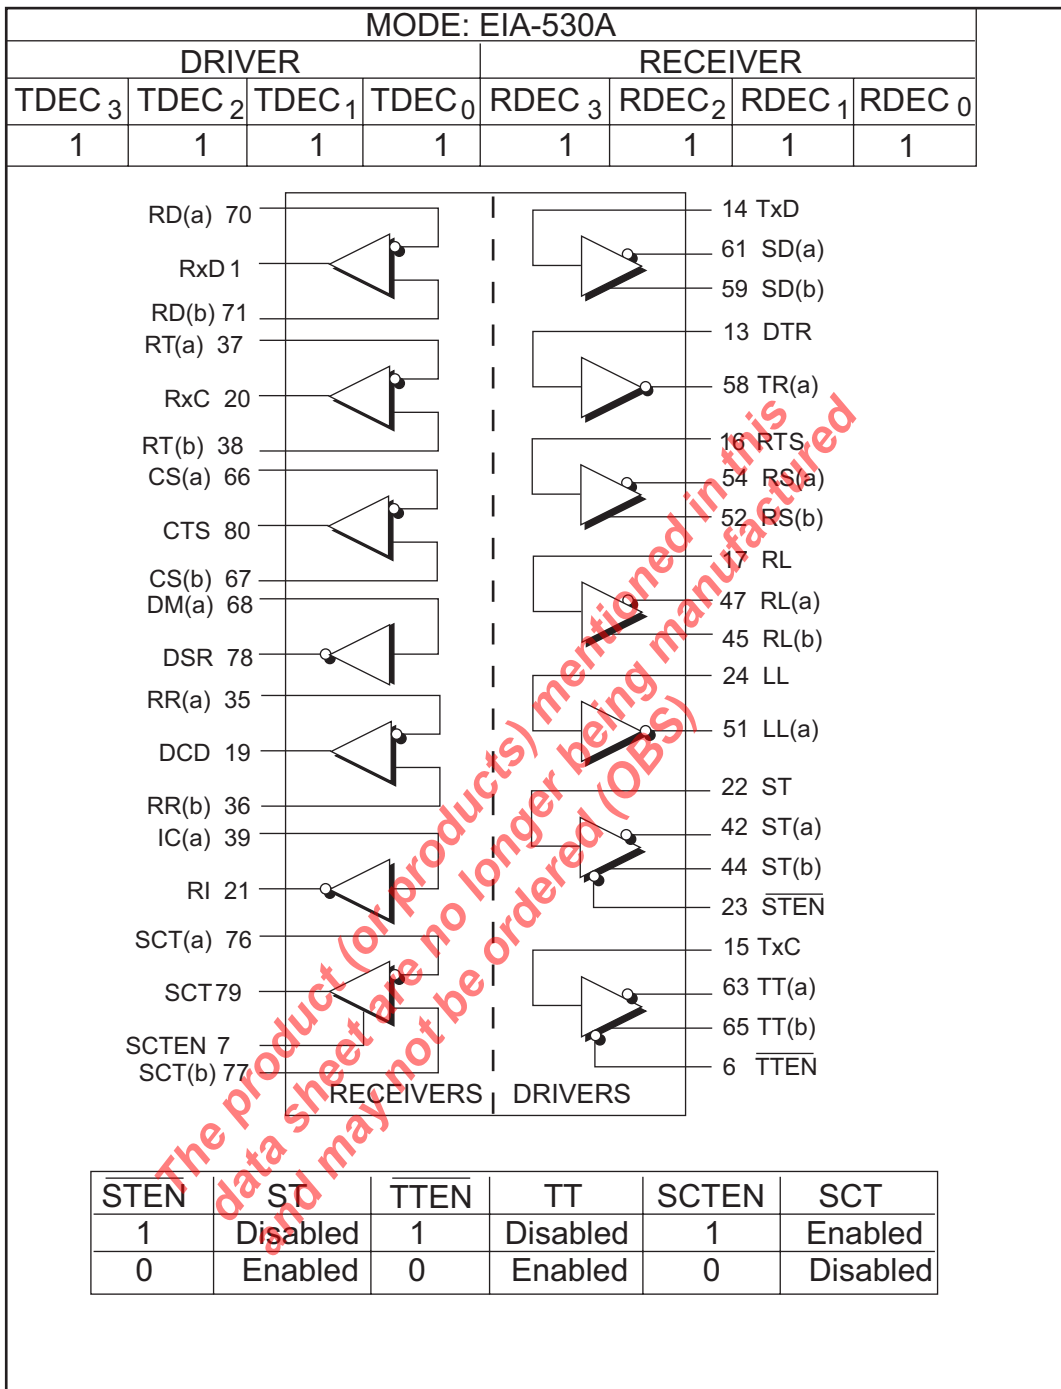 MODE: EIA-530A
DRIVER RECEIVER
TDEC3 TDEC2 TDEC1 TDEC0 RDEC3 RDEC2 RDEC1 RDEC0
1 1 1 1 1 1 1 1
RD(a) 70
RxD 1
RD(b) 71
RT(a) 37
RxC 20
RT(b) 38
CS(a) 66
CTS 80
CS(b) 67
DM(a) 68
DSR 78
RR(a) 35
DCD 19
RR(b) 36
IC(a) 39
RI 21
SCT(a) 76
SCT 79
SCTEN 7
SCT(b) 77
14 TxD
61 SD(a)
59 SD(b)
13 DTR
58 TR(a)
16 RTS
54 RS(a)
52 RS(b)
17 RL
47 RL(a)
45 RL(b)
24 LL
51 LL(a)
22 ST
42 ST(a)
44 ST(b)
23 STEN
15 TxC
63 TT(a)
65 TT(b)
6 TTEN
RECEIVERS DRIVERS
The product (or products) mentioned in this
data sheet are no longer being manufactured
and may not be ordered (OBS)
STEN ST TTEN TT SCTEN SCT
1 Disabled 1 Disabled 1 Enabled
0 Enabled 0 Enabled 0 Disabled